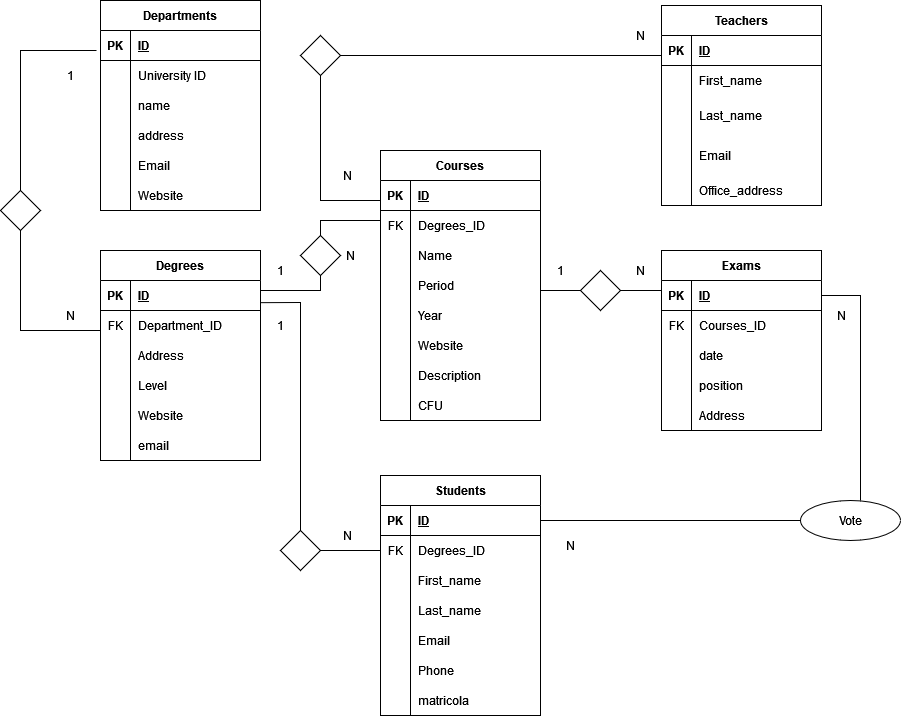 Departments
PK ID
University ID
name
address
Email
Website
1
N
Teachers
PK ID
First_name
Last_name
Email
Office_address
N
N
Courses
PK ID
FK Degrees_ID
Name
Period
Year
Website
Description
CFU
1
N
Degrees
PK ID
FK Department_ID
Address
Level
Website
email
1
N
1
N
Exams
PK ID
FK Courses_ID
date
position
Address
N
Students
PK ID
FK Degrees_ID
First_name
Last_name
Email
Phone
matricola
N
N
Vote